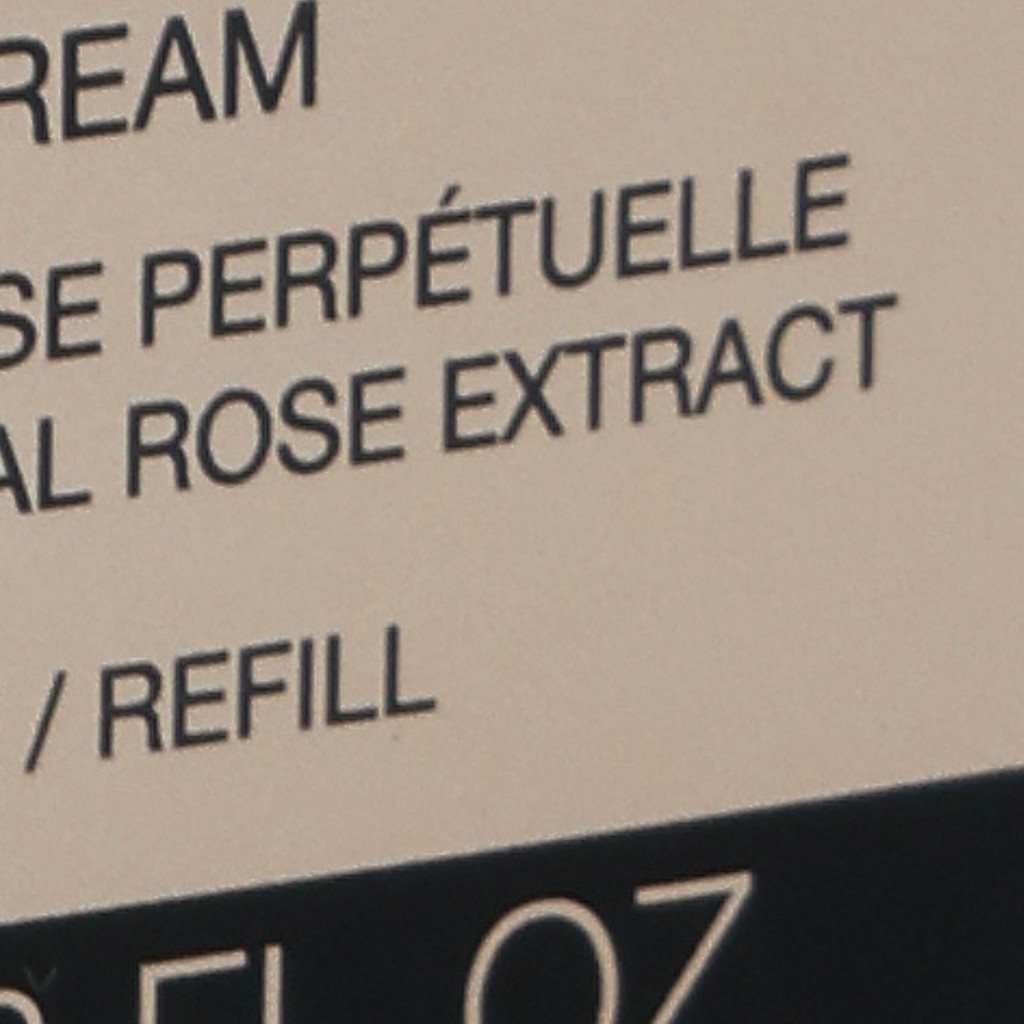 REAM
SE PERPÉTUELLE
AL ROSE EXTRACT
/ REFILL
FL OZ